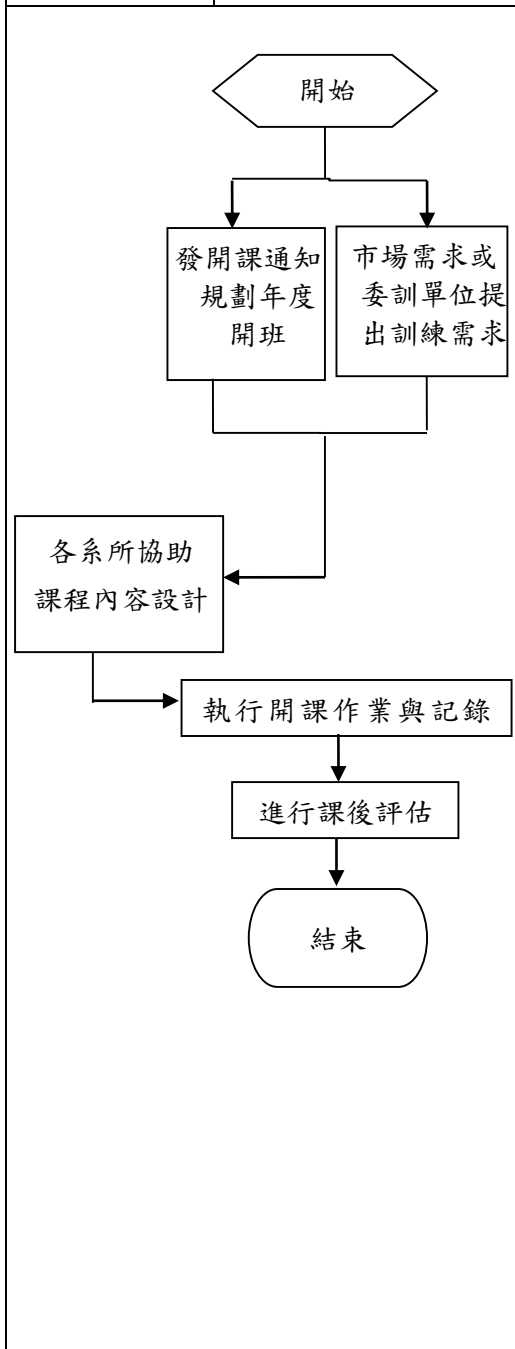 開始
發開課通知
規劃年度
開班
市場需求或
委訓單位提
出訓練需求
各系所協助
課程內容設計
執行開課作業與記錄
進行課後評估
結束